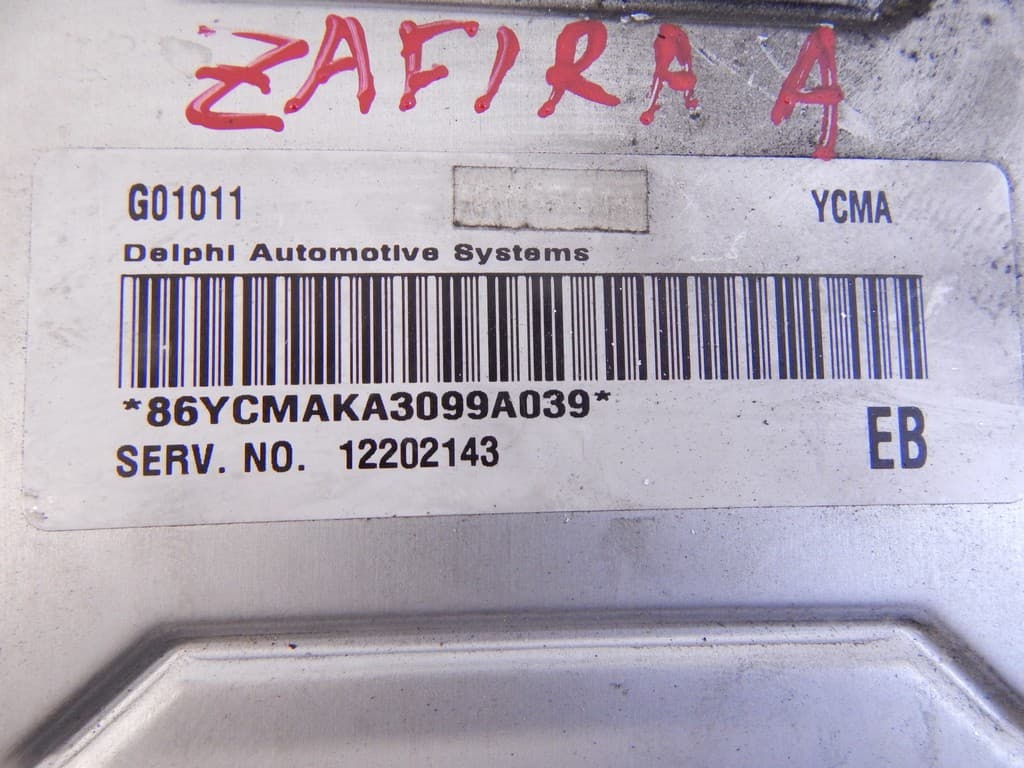 ZAFIRA A
G01011 YCMA
Delphi Automotive Systems
*86YCMAKA3099A039*
SERV. NO. 12202143 EB